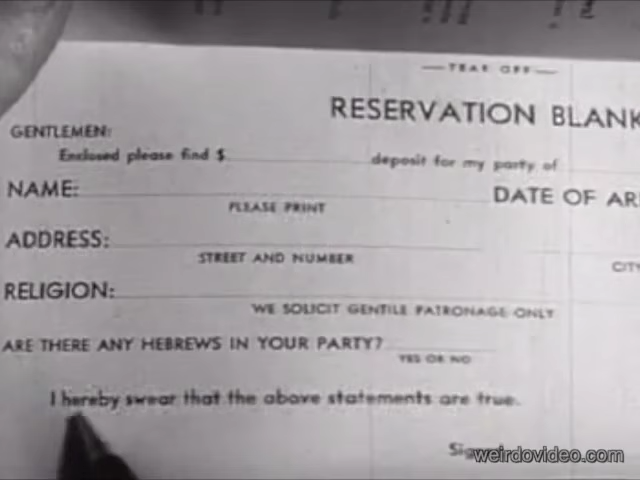 —TEAR OFF—
RESERVATION BLANK
GENTLEMEN:
Enclosed please find $ deposit for my party of
NAME: DATE OF AR
PLEASE PRINT
ADDRESS:
STREET AND NUMBER CITY
RELIGION:
WE SOLICIT GENTILE PATRONAGE ONLY
ARE THERE ANY HEBREWS IN YOUR PARTY?
YES OR NO
I hereby swear that the above statements are true.
weirdovideo.com